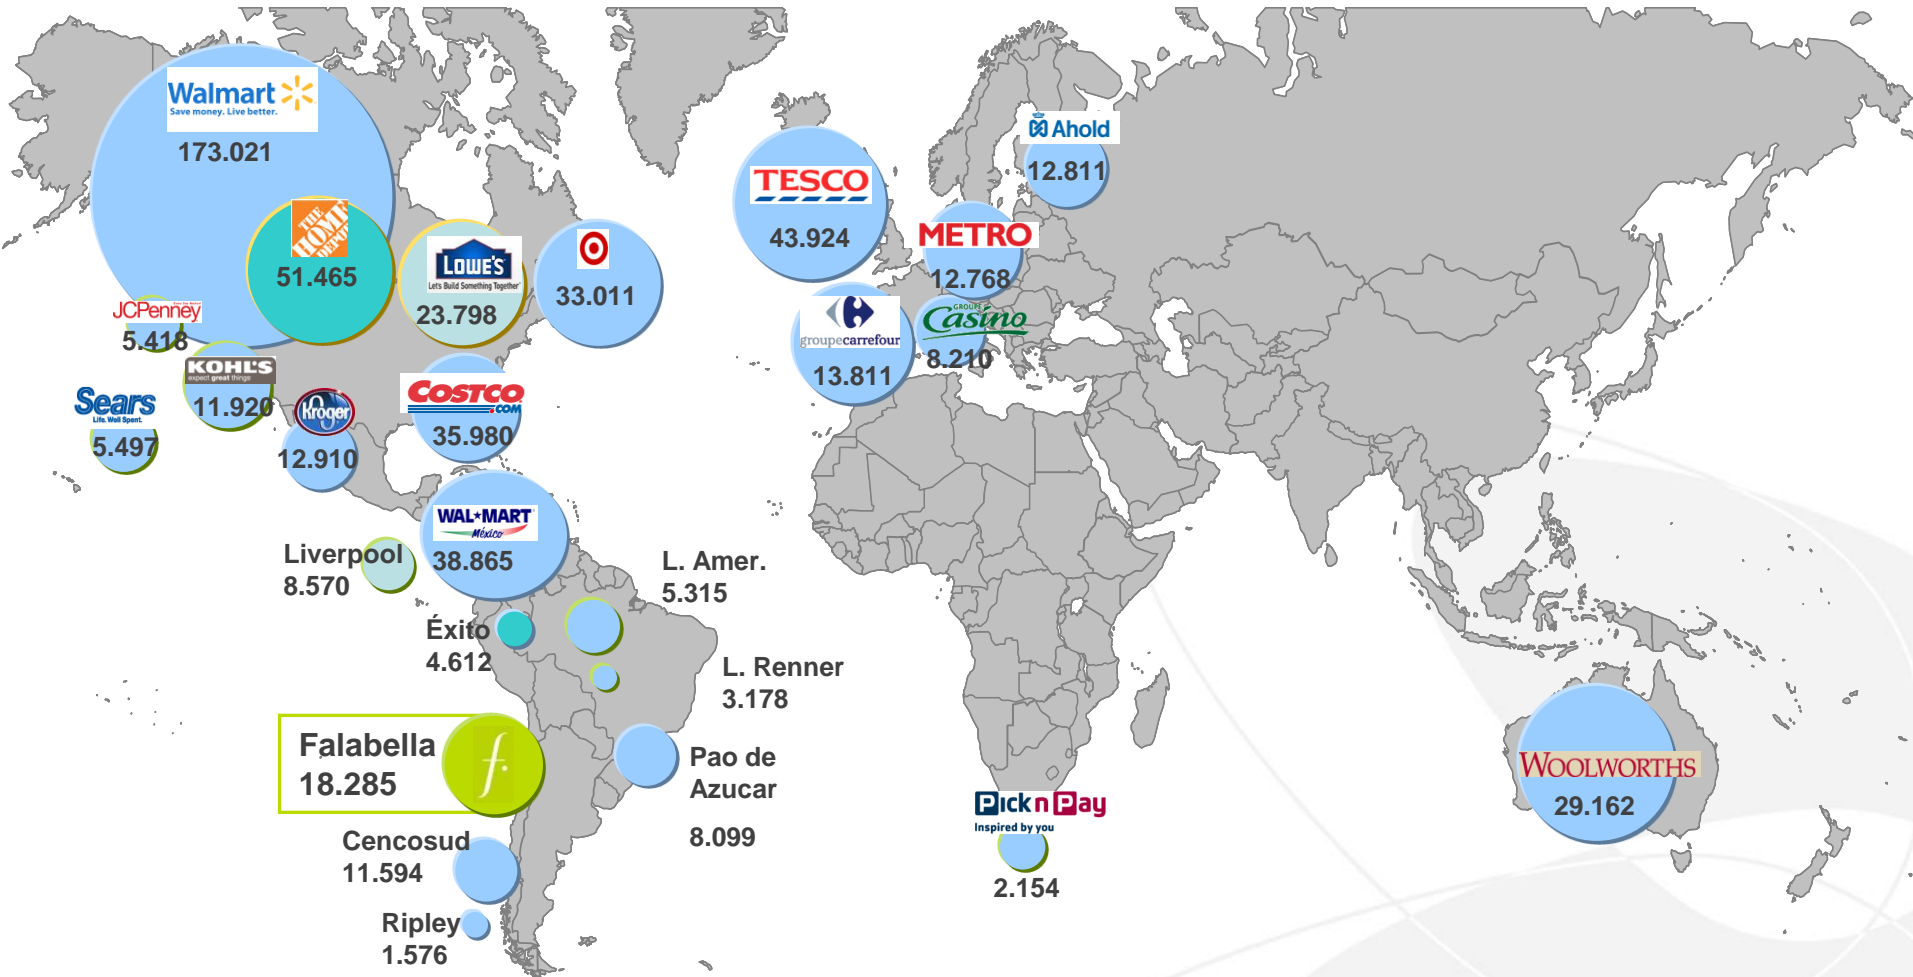 Walmart
Save money. Live better.
173.021
THE
HOME
DEPOT
51.465
LOWE'S
Let's Build Something Together
23.798
33.011
JCPenney
5.418
KOHL'S
expect great things
11.920
Sears
Life. Well Spent.
5.497
Kroger
12.910
COSTCO
.COM
35.980
WAL★MART
México
38.865
Liverpool
8.570
L. Amer.
5.315
Éxito
4.612
L. Renner
3.178
Falabella
18.285
f.
Pao de
Azucar
8.099
Cencosud
11.594
Ripley
1.576
TESCO
43.924
Ahold
12.811
METRO
12.768
groupecarrefour
13.811
GROUPE
Casino
8.210
Pick n Pay
Inspired by you
2.154
WOOLWORTHS
29.162